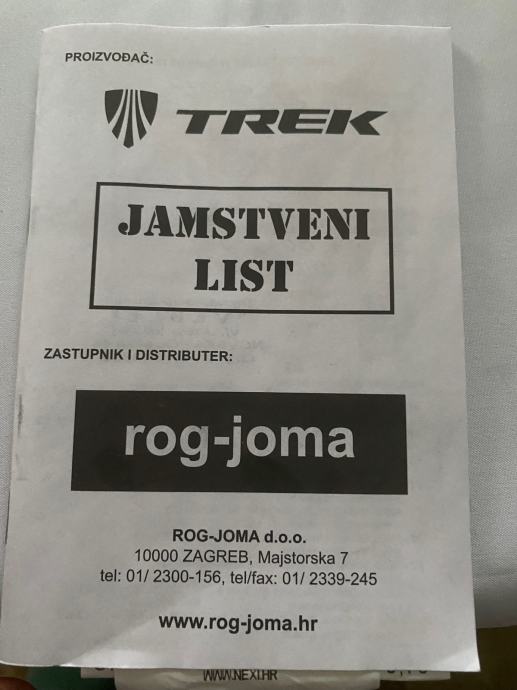 PROIZVOĐAČ:
TREK
JAMSTVENI
LIST
ZASTUPNIK I DISTRIBUTER:
rog-joma
ROG-JOMA d.o.o.
10000 ZAGREB, Majstorska 7
tel: 01/ 2300-156, tel/fax: 01/ 2339-245
www.rog-joma.hr
WWW.NEXT.HR